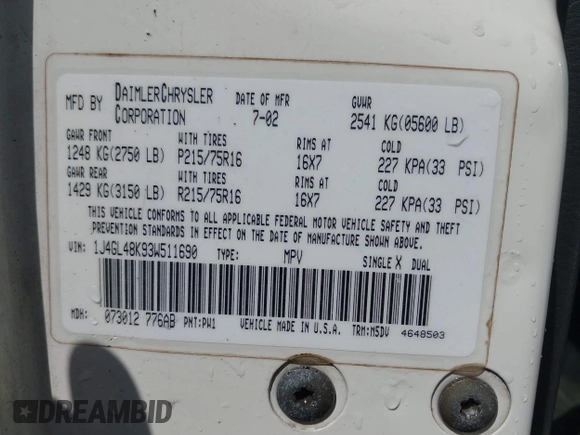 MFD BY DAIMLERCHRYSLER CORPORATION DATE OF MFR 7-02 GVWR 2541 KG(05600 LB)
GAWR FRONT WITH TIRES RIMS AT COLD
1248 KG(2750 LB) P215/75R16 16X7 227 KPA(33 PSI)
GAWR REAR WITH TIRES RIMS AT COLD
1429 KG(3150 LB) R215/75R16 16X7 227 KPA(33 PSI)
THIS VEHICLE CONFORMS TO ALL APPLICABLE FEDERAL MOTOR VEHICLE SAFETY AND THEFT
PREVENTION STANDARDS IN EFFECT ON THE DATE OF MANUFACTURE SHOWN ABOVE.
VIN: 1J4GL48K93W511690 TYPE: MPV SINGLE X DUAL
MDH: 073012 776AB PNT:PW1 VEHICLE MADE IN U.S.A. TRM:M5DV 4648503
DREAMBID